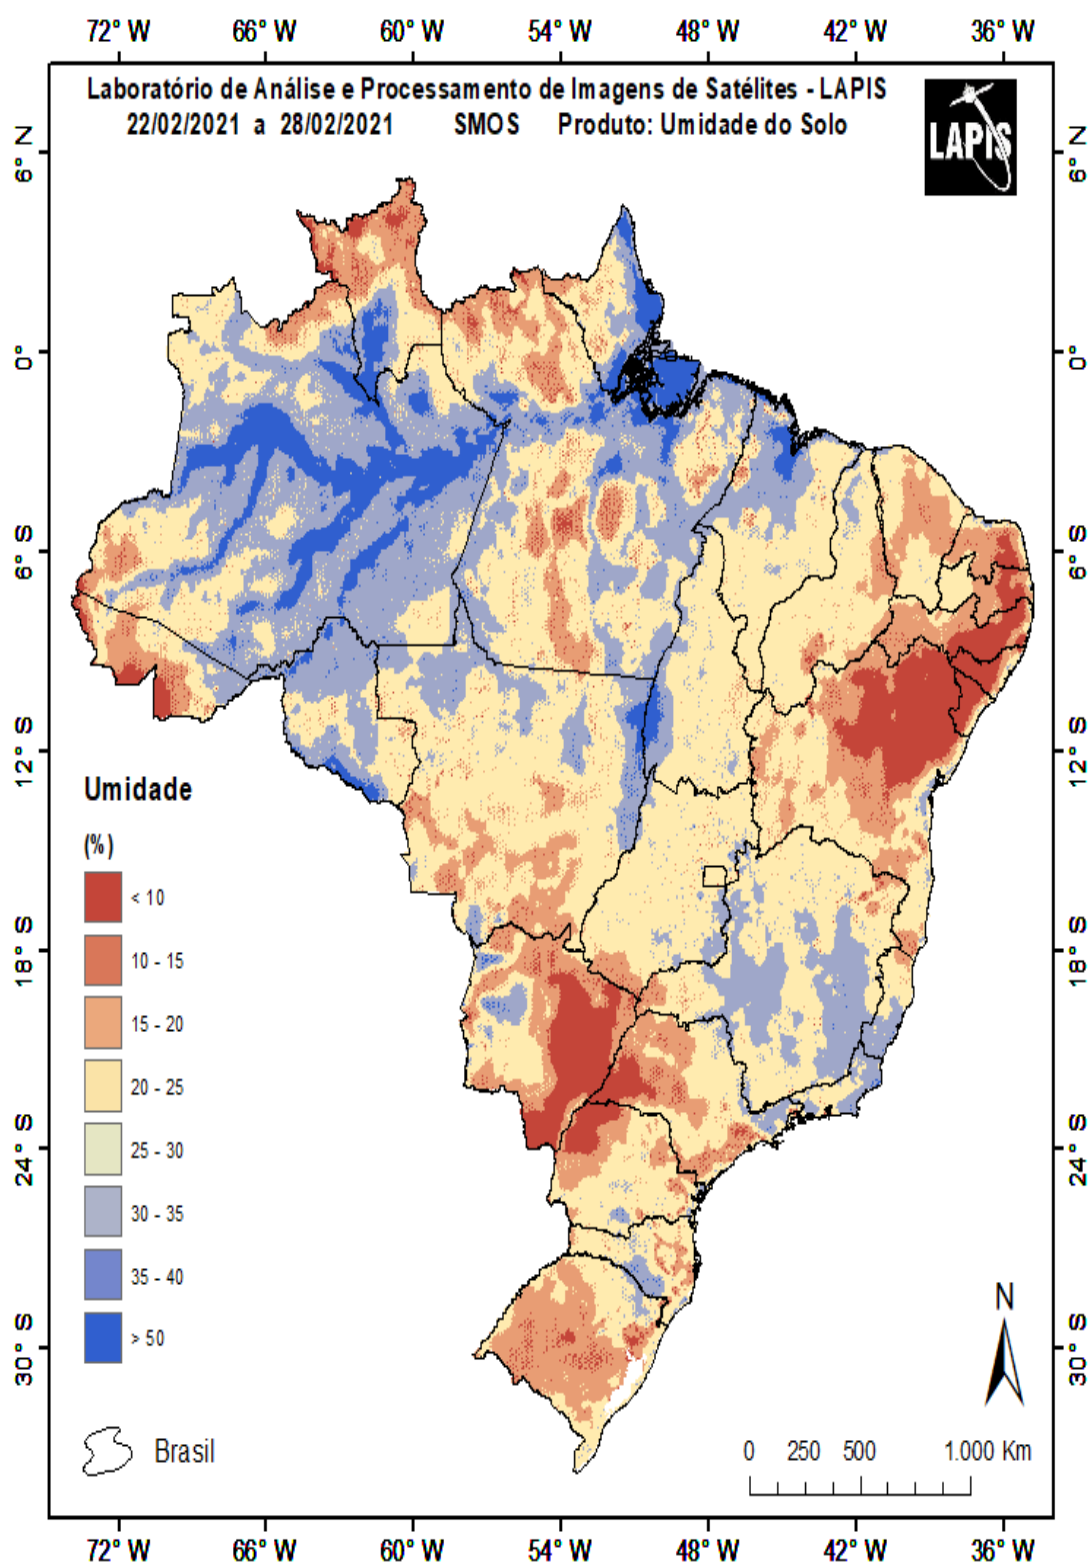 72° W 66° W 60° W 54° W 48° W 42° W 36° W
Laboratório de Análise e Processamento de Imagens de Satélites - LAPIS
22/02/2021 a 28/02/2021 SMOS Produto: Umidade do Solo
LAPIS
6° N
0°
6° S
12° S
18° S
24° S
30° S
6° N
0°
6° S
12° S
18° S
24° S
30° S
Umidade
(%)
< 10
10 - 15
15 - 20
20 - 25
25 - 30
30 - 35
35 - 40
> 50
Brasil
N
0 250 500 1.000 Km
72° W 66° W 60° W 54° W 48° W 42° W 36° W